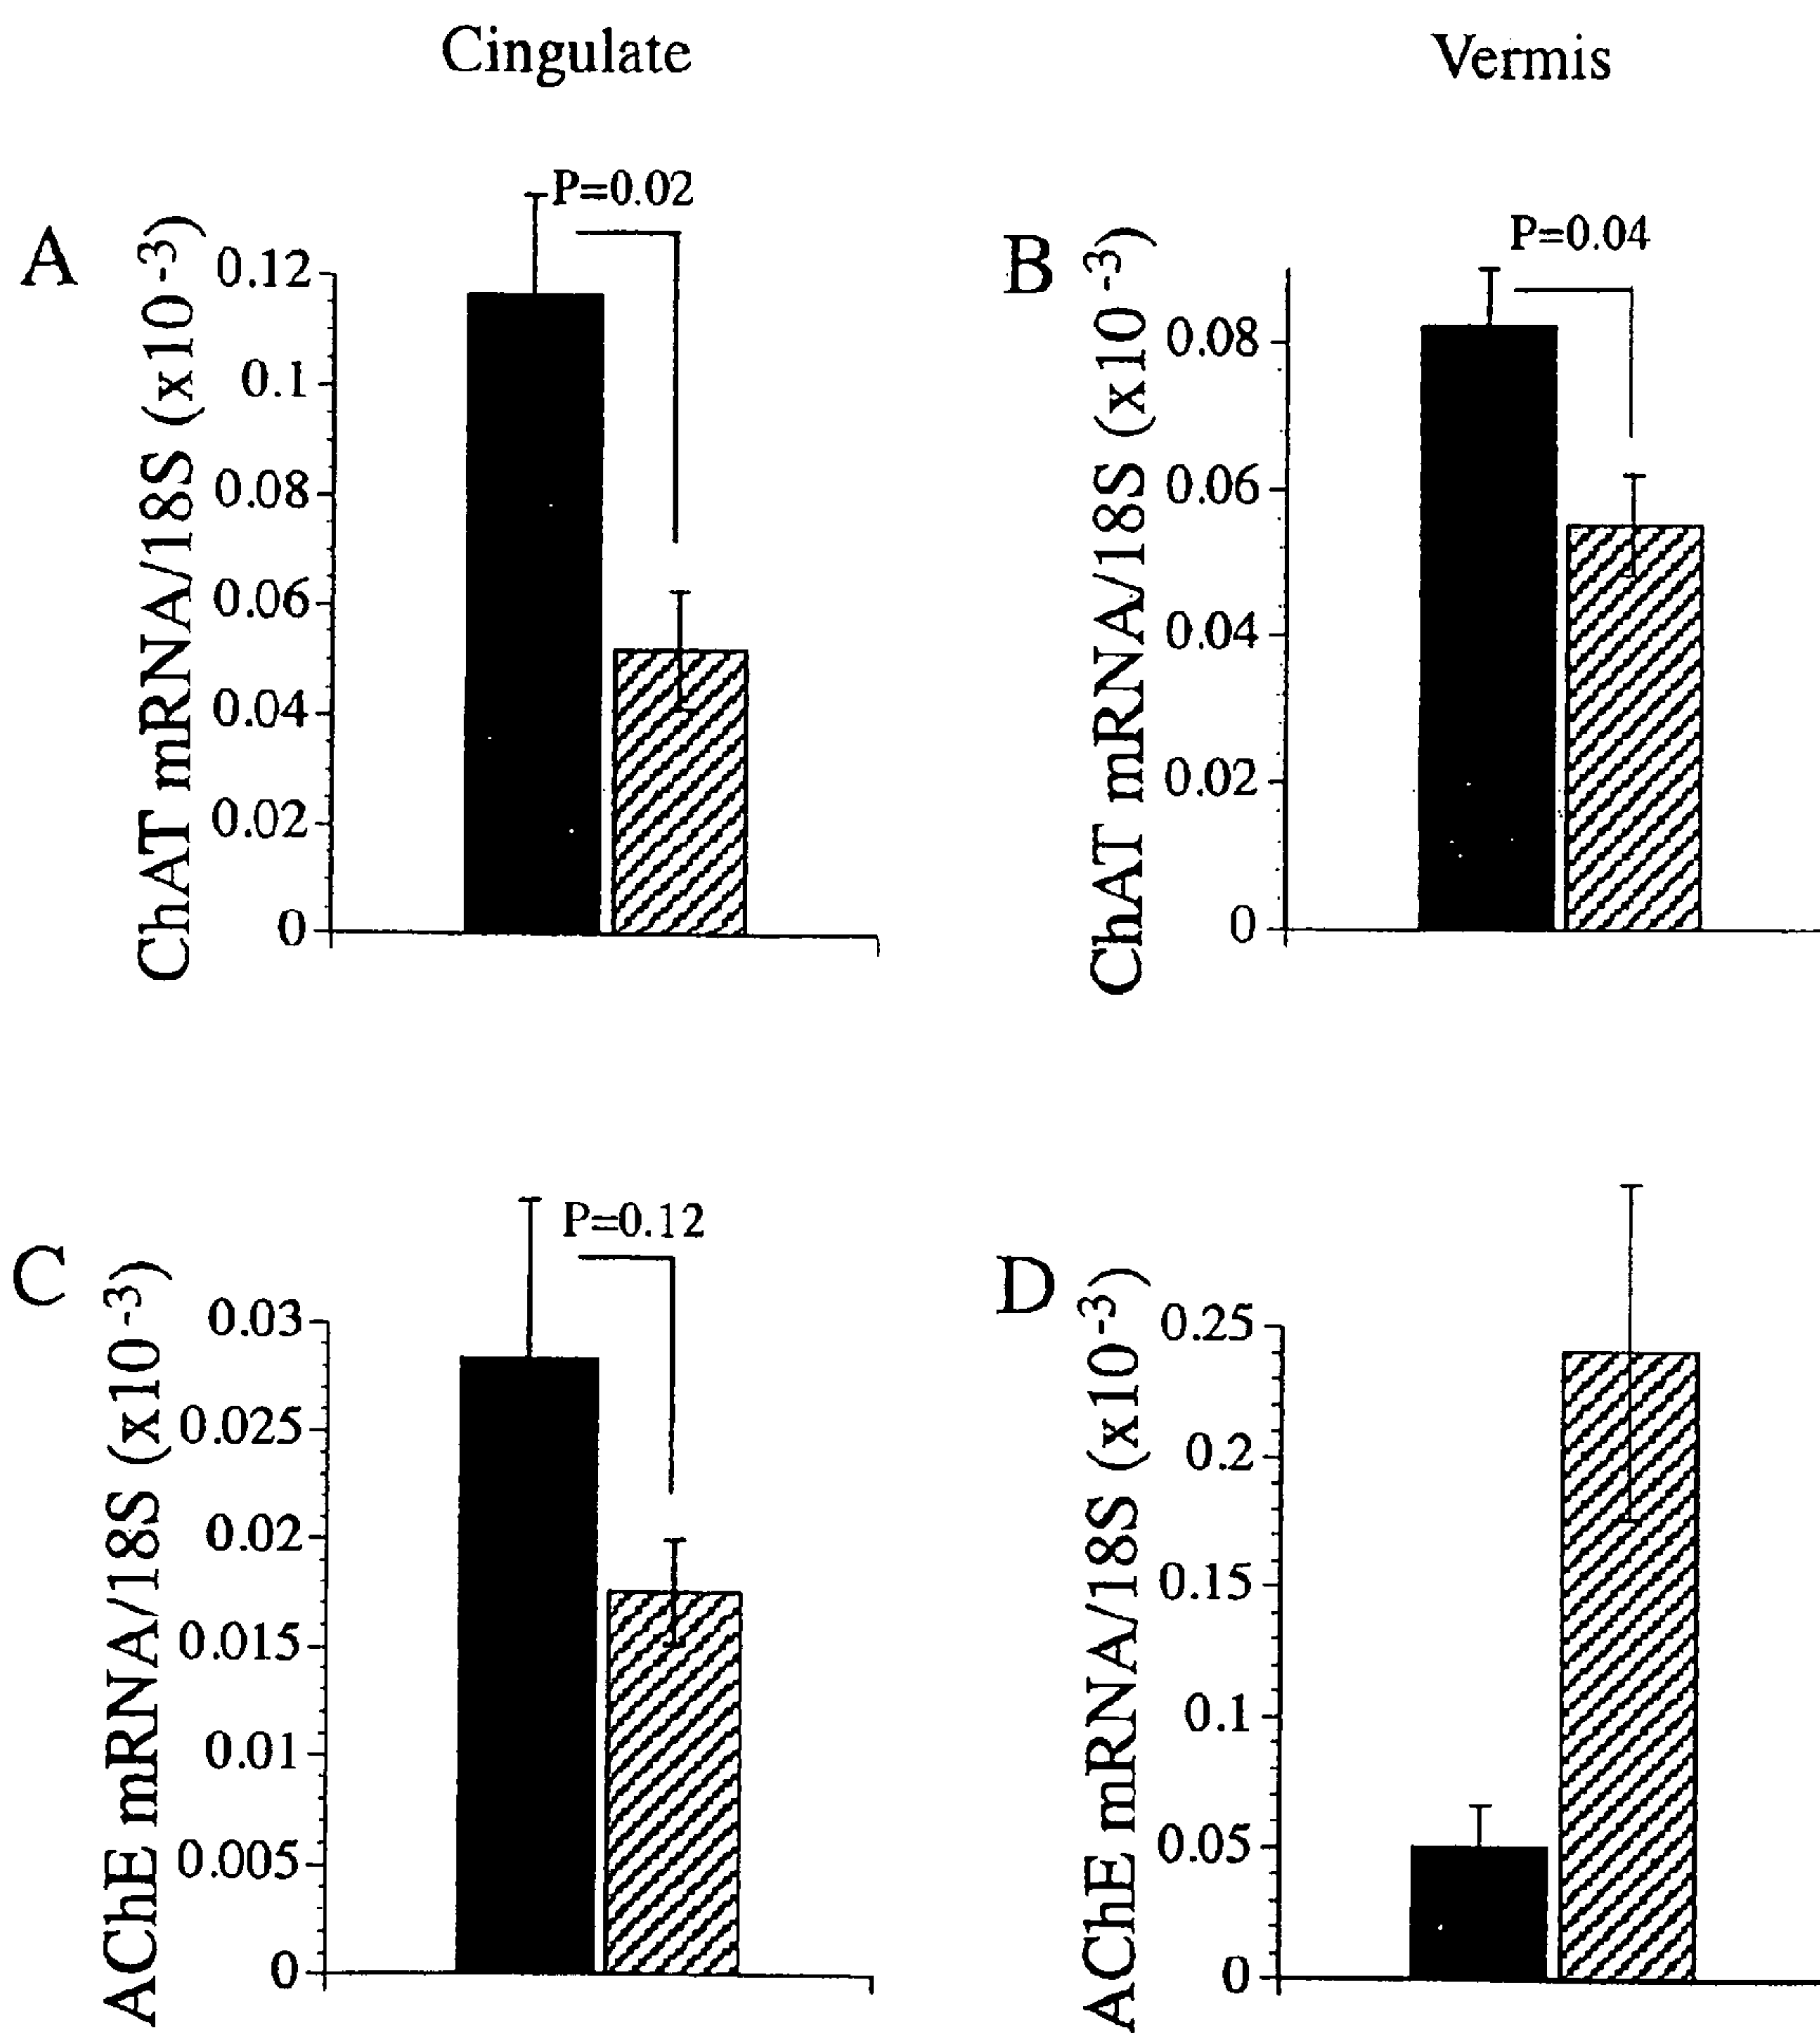 Cingulate
Vermis
A
ChAT mRNA/18S (x10⁻³)
P=0.02
0.12
0.1
0.08
0.06
0.04
0.02
0
B
ChAT mRNA/18S (x10⁻³)
P=0.04
0.08
0.06
0.04
0.02
0
C
AChE mRNA/18S (x10⁻³)
P=0.12
0.03
0.025
0.02
0.015
0.01
0.005
0
D
AChE mRNA/18S (x10⁻³)
0.25
0.2
0.15
0.1
0.05
0